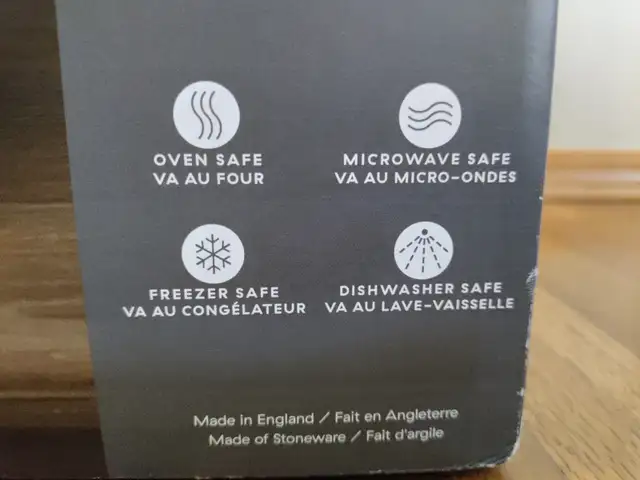 OVEN SAFE
VA AU FOUR
MICROWAVE SAFE
VA AU MICRO-ONDES
FREEZER SAFE
VA AU CONGÉLATEUR
DISHWASHER SAFE
VA AU LAVE-VAISSELLE
Made in England / Fait en Angleterre
Made of Stoneware / Fait d'argile